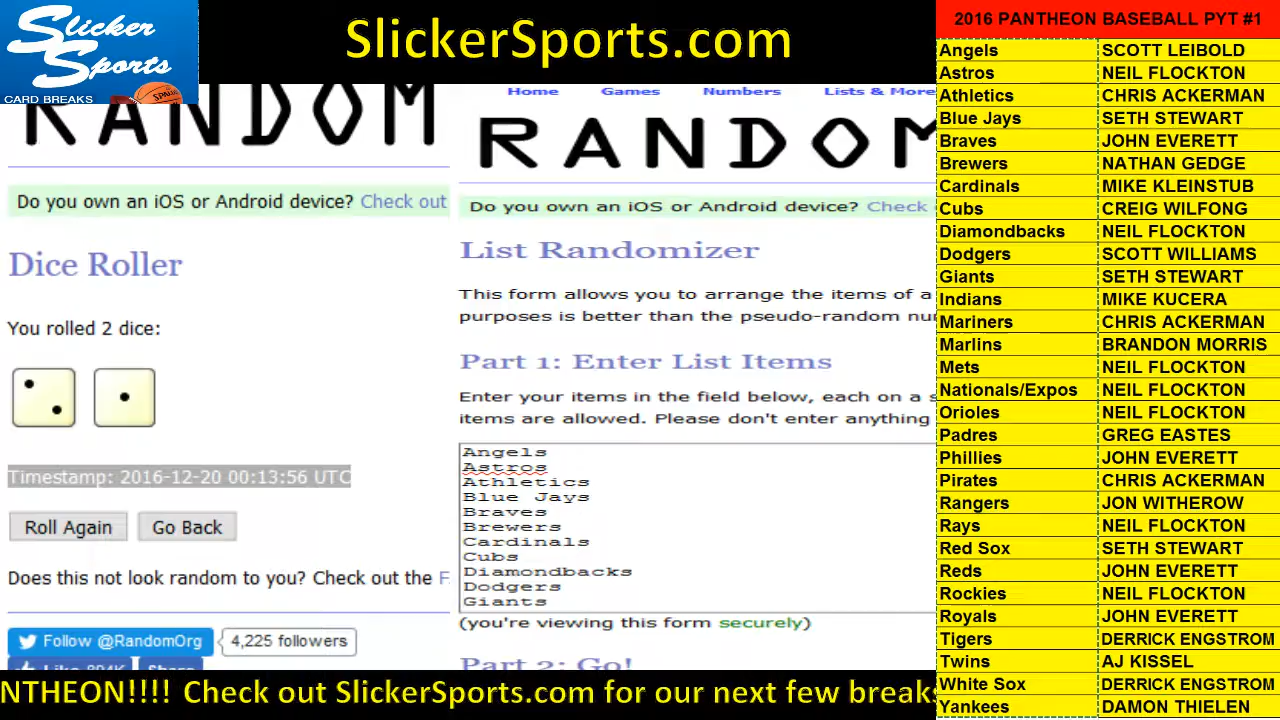 Slicker
Sports
CARD BREAKS
SPALDING
SlickerSports.com
RANDOM
Do you own an iOS or Android device? Check out
Dice Roller
You rolled 2 dice:
Timestamp: 2016-12-20 00:13:56 UTC
Roll Again
Go Back
Does this not look random to you? Check out the F
Follow @RandomOrg
4,225 followers
Like 894K
Share
Home Games Numbers Lists & More
RANDOM
Do you own an iOS or Android device? Check
List Randomizer
This form allows you to arrange the items of a
purposes is better than the pseudo-random nu
Part 1: Enter List Items
Enter your items in the field below, each on a s
items are allowed. Please don't enter anything
Angels
Astros
Athletics
Blue Jays
Braves
Brewers
Cardinals
Cubs
Diamondbacks
Dodgers
Giants
(you're viewing this form securely)
Part 2: Go!
2016 PANTHEON BASEBALL PYT #1
Angels SCOTT LEIBOLD
Astros NEIL FLOCKTON
Athletics CHRIS ACKERMAN
Blue Jays SETH STEWART
Braves JOHN EVERETT
Brewers NATHAN GEDGE
Cardinals MIKE KLEINSTUB
Cubs CREIG WILFONG
Diamondbacks NEIL FLOCKTON
Dodgers SCOTT WILLIAMS
Giants SETH STEWART
Indians MIKE KUCERA
Mariners CHRIS ACKERMAN
Marlins BRANDON MORRIS
Mets NEIL FLOCKTON
Nationals/Expos NEIL FLOCKTON
Orioles NEIL FLOCKTON
Padres GREG EASTES
Phillies JOHN EVERETT
Pirates CHRIS ACKERMAN
Rangers JON WITHEROW
Rays NEIL FLOCKTON
Red Sox SETH STEWART
Reds JOHN EVERETT
Rockies NEIL FLOCKTON
Royals JOHN EVERETT
Tigers DERRICK ENGSTROM
Twins AJ KISSEL
White Sox DERRICK ENGSTROM
Yankees DAMON THIELEN
NTHEON!!!! Check out SlickerSports.com for our next few breaks